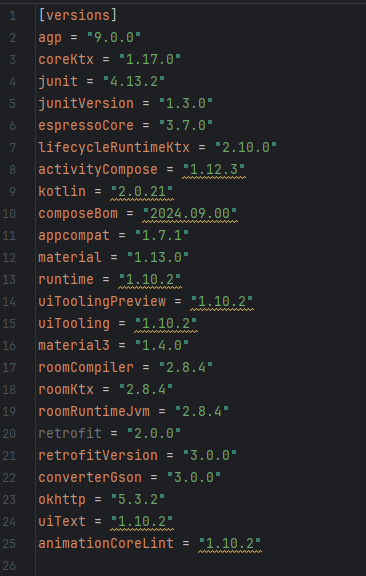 1 [versions]
2 agp = "9.0.0"
3 coreKtx = "1.17.0"
4 junit = "4.13.2"
5 junitVersion = "1.3.0"
6 espressoCore = "3.7.0"
7 lifecycleRuntimeKtx = "2.10.0"
8 activityCompose = "1.12.3"
9 kotlin = "2.0.21"
10 composeBom = "2024.09.00"
11 appcompat = "1.7.1"
12 material = "1.13.0"
13 runtime = "1.10.2"
14 uiToolingPreview = "1.10.2"
15 uiTooling = "1.10.2"
16 material3 = "1.4.0"
17 roomCompiler = "2.8.4"
18 roomKtx = "2.8.4"
19 roomRuntimeJvm = "2.8.4"
20 retrofit = "2.0.0"
21 retrofitVersion = "3.0.0"
22 converterGson = "3.0.0"
23 okhttp = "5.3.2"
24 uiText = "1.10.2"
25 animationCoreLint = "1.10.2"
26